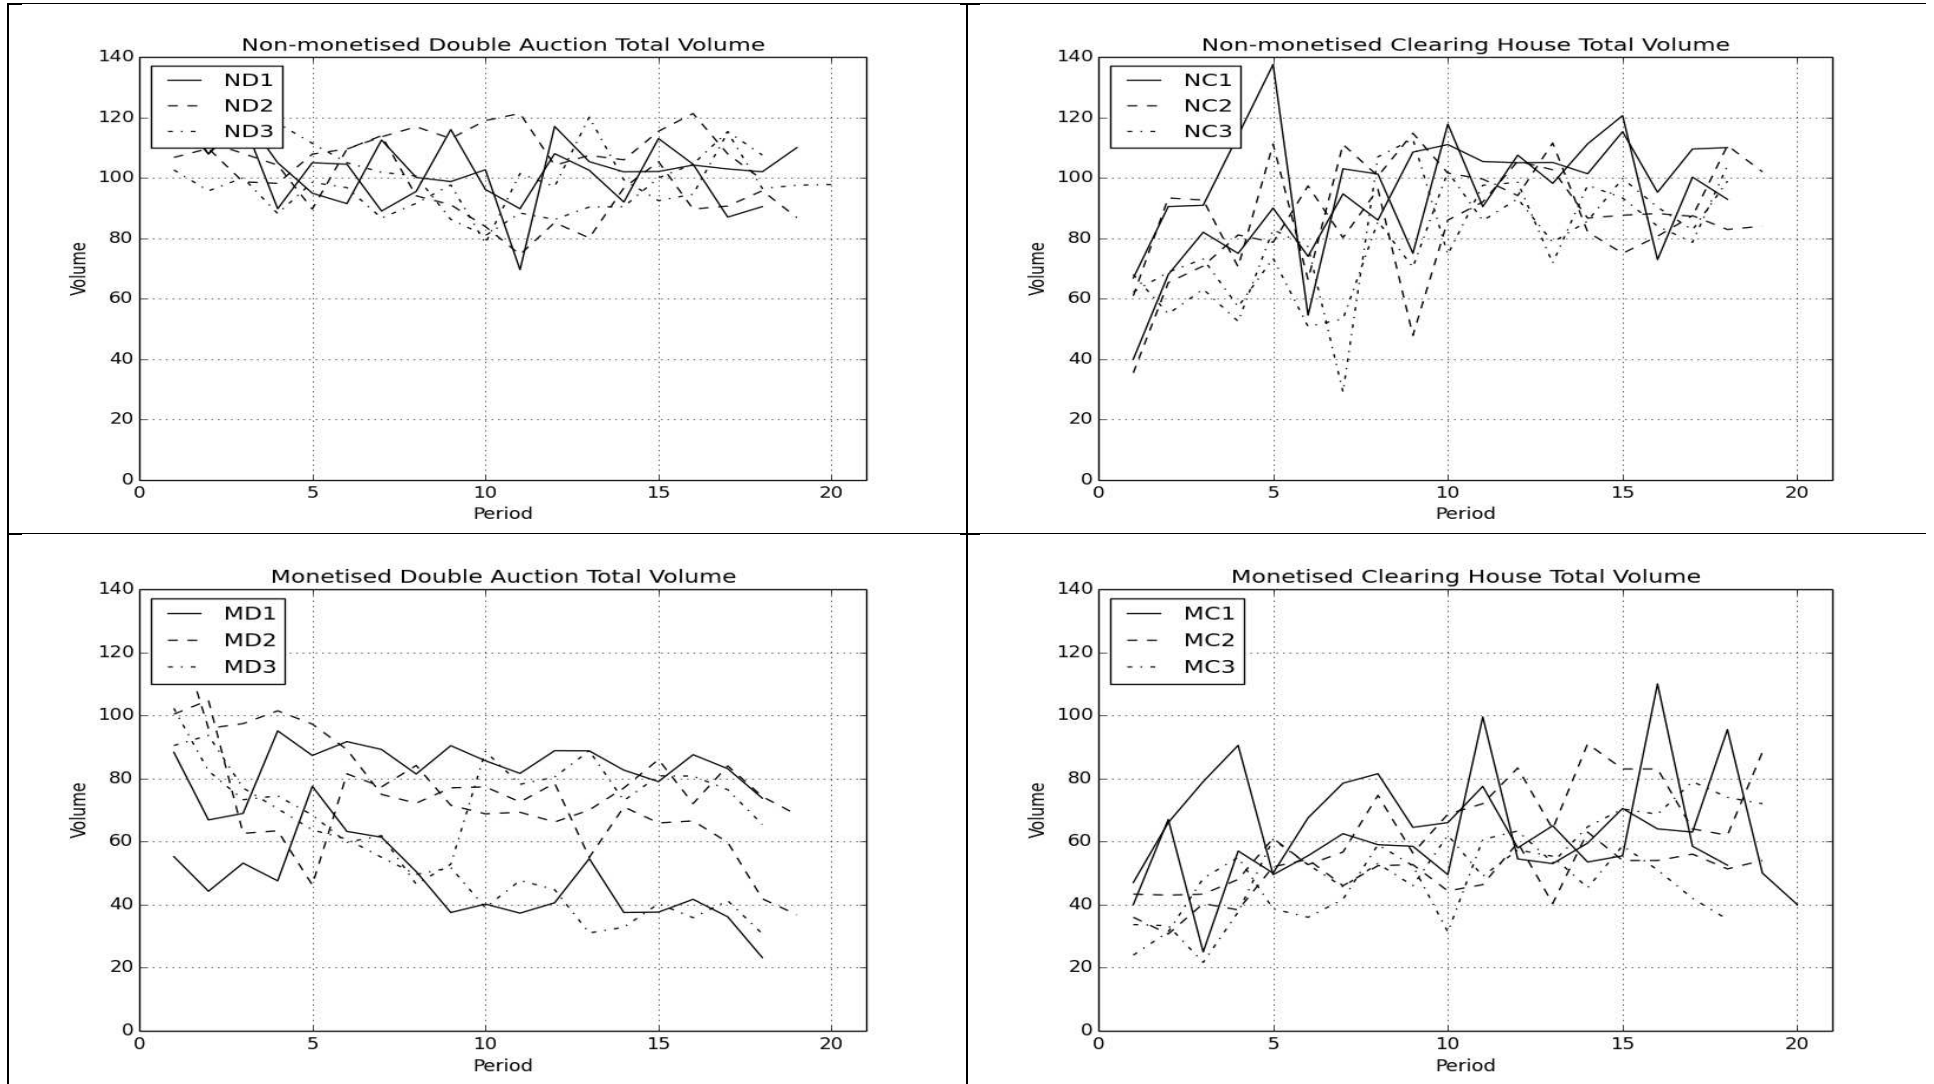 Non-monetised Double Auction Total Volume
140
120
100
80
60
40
20
0
Volume
ND1
ND2
ND3
0 5 10 15 20
Period
Non-monetised Clearing House Total Volume
140
120
100
80
60
40
20
0
Volume
NC1
NC2
NC3
0 5 10 15 20
Period
Monetised Double Auction Total Volume
140
120
100
80
60
40
20
0
Volume
MD1
MD2
MD3
0 5 10 15 20
Period
Monetised Clearing House Total Volume
140
120
100
80
60
40
20
0
Volume
MC1
MC2
MC3
0 5 10 15 20
Period